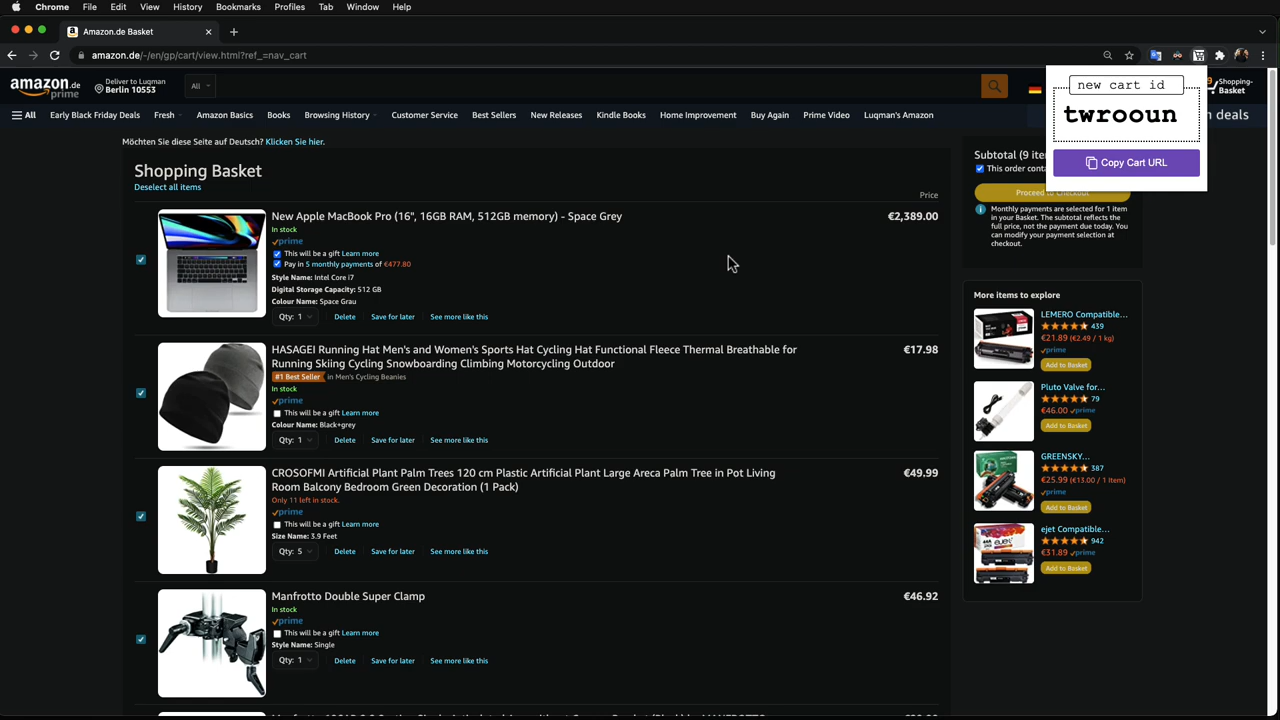 Chrome File Edit View History Bookmarks Profiles Tab Window Help
Amazon.de Basket
amazon.de/-/en/gp/cart/view.html?ref_=nav_cart
amazon.de
prime
Deliver to Luqman
Berlin 10553
All
9
Shopping-
Basket
All Early Black Friday Deals Fresh Amazon Basics Books Browsing History Customer Service Best Sellers New Releases Kindle Books Home Improvement Buy Again Prime Video Luqman's Amazon
deals
new cart id
twrooun
Copy Cart URL
Möchten Sie diese Seite auf Deutsch? Klicken Sie hier.
Shopping Basket
Deselect all items
Price
New Apple MacBook Pro (16", 16GB RAM, 512GB memory) - Space Grey
€2,389.00
In stock
prime
This will be a gift Learn more
Pay in 5 monthly payments of €477.80
Style Name: Intel Core i7
Digital Storage Capacity: 512 GB
Colour Name: Space Grau
Qty: 1 Delete Save for later See more like this
HASAGEI Running Hat Men's and Women's Sports Hat Cycling Hat Functional Fleece Thermal Breathable for
Running Skiing Cycling Snowboarding Climbing Motorcycling Outdoor
€17.98
#1 Best Seller in Men's Cycling Beanies
In stock
prime
This will be a gift Learn more
Colour Name: Black+grey
Qty: 1 Delete Save for later See more like this
CROSOFMI Artificial Plant Palm Trees 120 cm Plastic Artificial Plant Large Areca Palm Tree in Pot Living
Room Balcony Bedroom Green Decoration (1 Pack)
€49.99
Only 11 left in stock.
prime
This will be a gift Learn more
Size Name: 3.9 Feet
Qty: 5 Delete Save for later See more like this
Manfrotto Double Super Clamp
€46.92
In stock
prime
This will be a gift Learn more
Style Name: Single
Qty: 1 Delete Save for later See more like this
Subtotal (9
This order
Proceed to Checkout
Monthly payments are selected for 1 item
in your Basket. The subtotal reflects the
full price, not the payment due today. You
can modify your payment selection at
checkout.
More items to explore
LEMERO Compatible...
439
€21.89 (€2.49 / 1 kg)
prime
Add to Basket
Pluto Valve for...
79
€46.00 prime
Add to Basket
GREENSKY...
387
€25.99 (€13.00 / 1 Item)
prime
Add to Basket
ejet Compatible...
942
€31.89 prime
Add to Basket